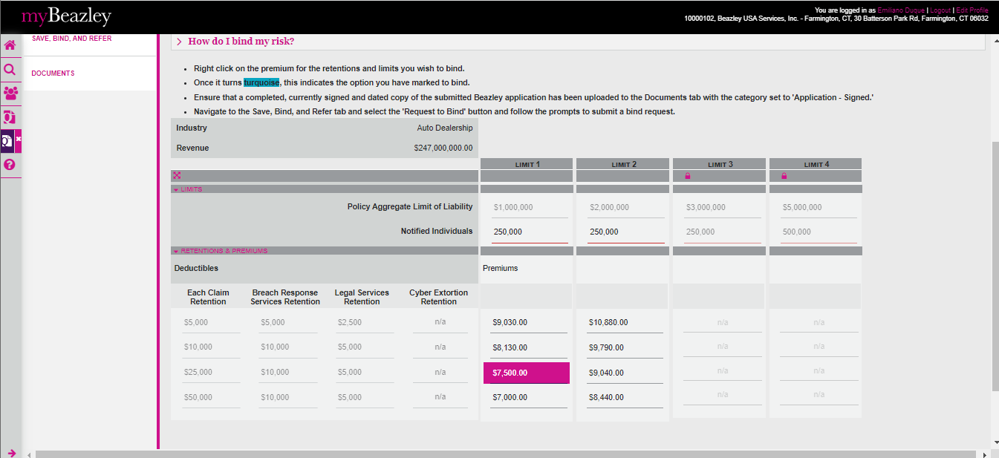 myBeazley
You are logged in as Emiliano Duque | Logout | Edit Profile
10000102, Beazley USA Services, Inc. - Farmington, CT, 30 Batterson Park Rd, Farmington, CT 06032
SAVE, BIND, AND REFER
DOCUMENTS
How do I bind my risk?
• Right click on the premium for the retentions and limits you wish to bind.
• Once it turns turquoise, this indicates the option you have marked to bind.
• Ensure that a completed, currently signed and dated copy of the submitted Beazley application has been uploaded to the Documents tab with the category set to 'Application - Signed.'
• Navigate to the Save, Bind, and Refer tab and select the 'Request to Bind' button and follow the prompts to submit a bind request.
Industry Auto Dealership
Revenue $247,000,000.00
LIMIT 1 LIMIT 2 LIMIT 3 LIMIT 4
LIMITS
Policy Aggregate Limit of Liability $1,000,000 $2,000,000 $3,000,000 $5,000,000
Notified Individuals 250,000 250,000 250,000 500,000
RETENTIONS & PREMIUMS
Deductibles Premiums
Each Claim Breach Response Legal Services Cyber Extortion
Retention Services Retention Retention Retention
$5,000 $5,000 $2,500 n/a $9,030.00 $10,880.00 n/a n/a
$10,000 $10,000 $5,000 n/a $8,130.00 $9,790.00 n/a n/a
$25,000 $10,000 $5,000 n/a $7,500.00 $9,040.00 n/a n/a
$50,000 $10,000 $5,000 n/a $7,000.00 $8,440.00 n/a n/a